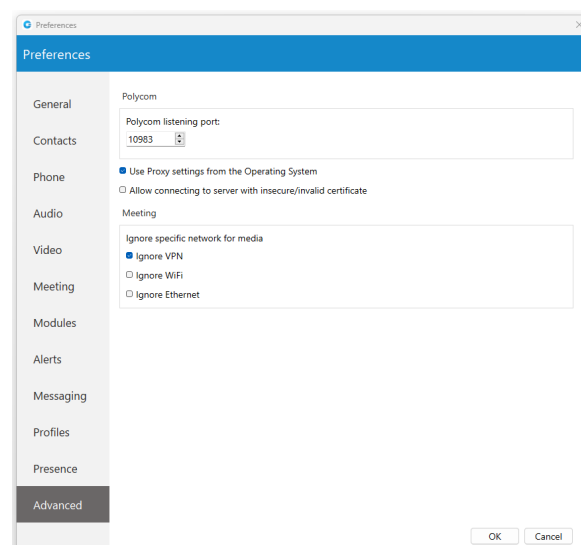 Preferences
Preferences
General
Contacts
Phone
Audio
Video
Meeting
Modules
Alerts
Messaging
Profiles
Presence
Advanced
Polycom
Polycom listening port:
10983
Use Proxy settings from the Operating System
Allow connecting to server with insecure/invalid certificate
Meeting
Ignore specific network for media
Ignore VPN
Ignore WiFi
Ignore Ethernet
OK Cancel